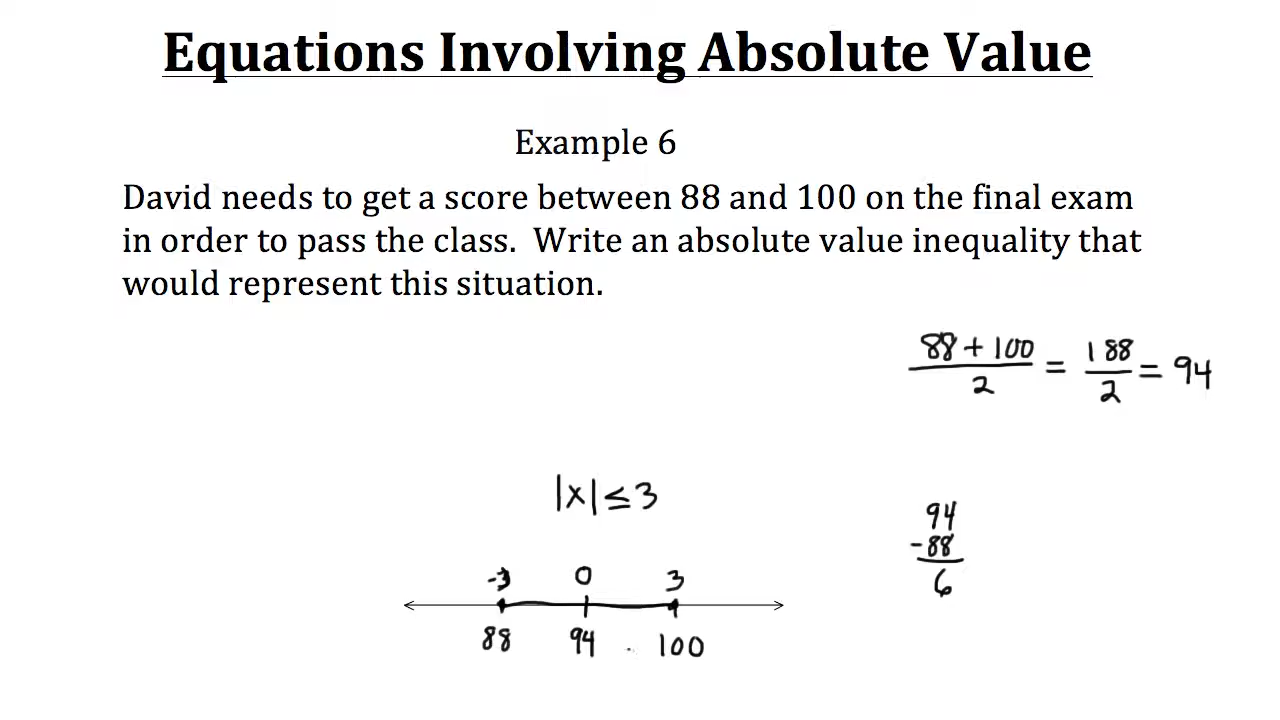 Equations Involving Absolute Value
Example 6
David needs to get a score between 88 and 100 on the final exam
in order to pass the class.  Write an absolute value inequality that
would represent this situation.
88 + 100 / 2 = 188 / 2 = 94
|x| ≤ 3
94
-88
6
-3 0 3
88 94 100